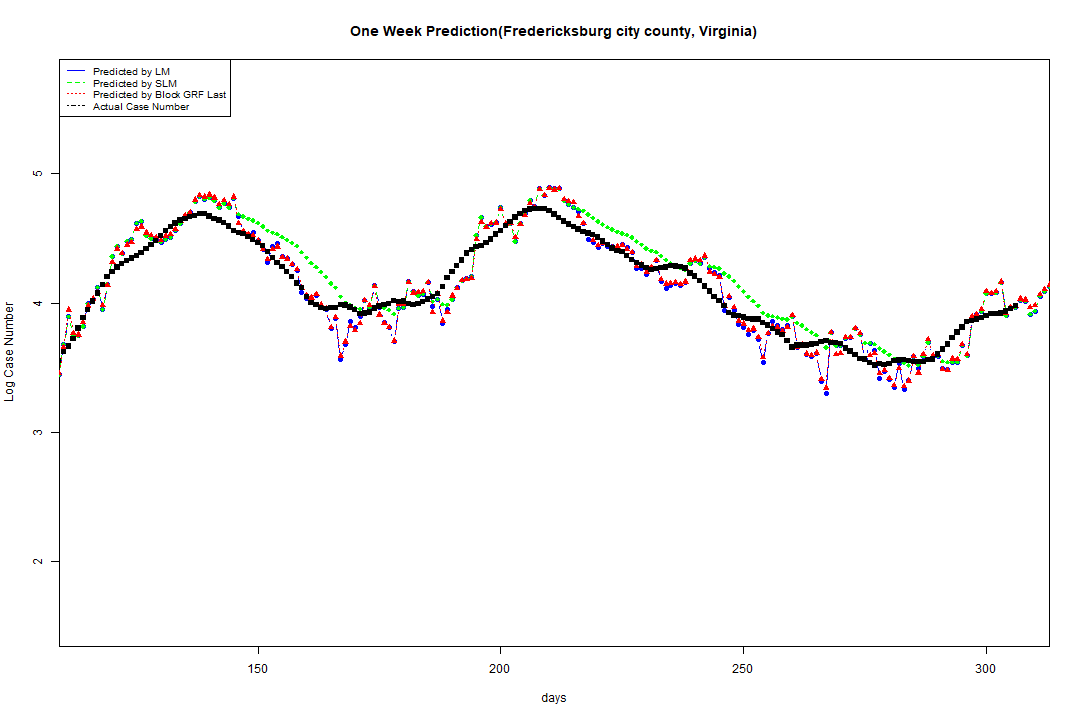 One Week Prediction(Fredericksburg city county, Virginia)
Predicted by LM
Predicted by SLM
Predicted by Block GRF Last
Actual Case Number
Log Case Number
5
4
3
2
150
200
250
300
days